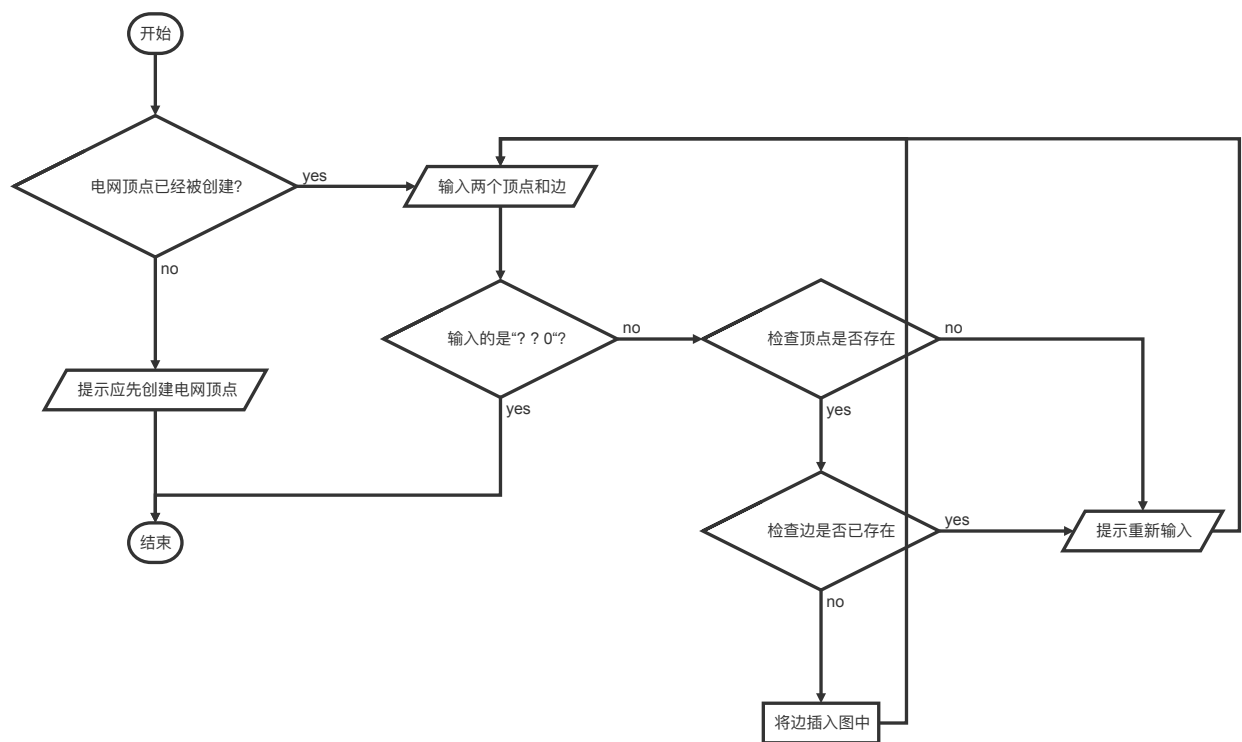 开始
电网顶点已经被创建?
yes
输入两个顶点和边
no
输入的是“? ? 0“?
no
检查顶点是否存在
no
提示应先创建电网顶点
yes
yes
结束
检查边是否已存在
yes
提示重新输入
no
将边插入图中